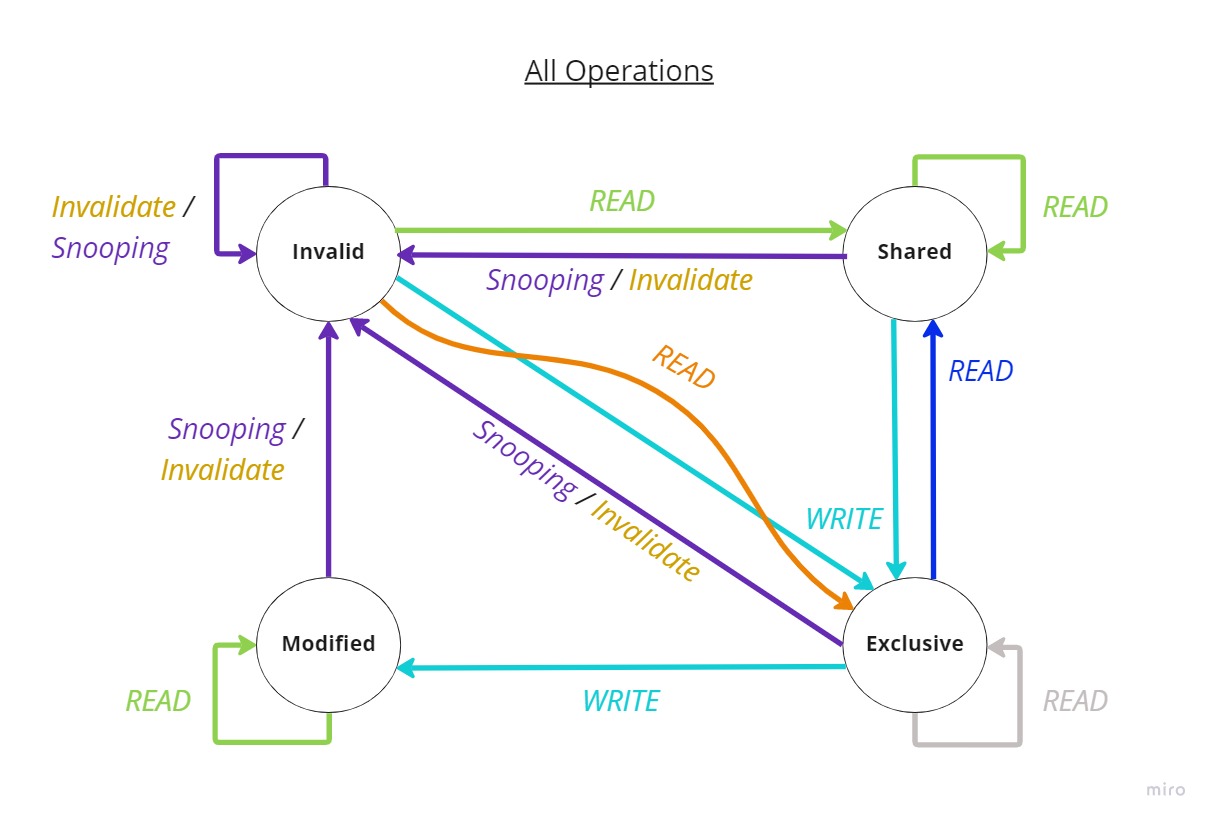 All Operations
Invalidate /
Snooping
Invalid
READ
Snooping / Invalidate
Shared
READ
READ
READ
Snooping /
Invalidate
Snooping / Invalidate
WRITE
Modified
READ
WRITE
Exclusive
READ
miro